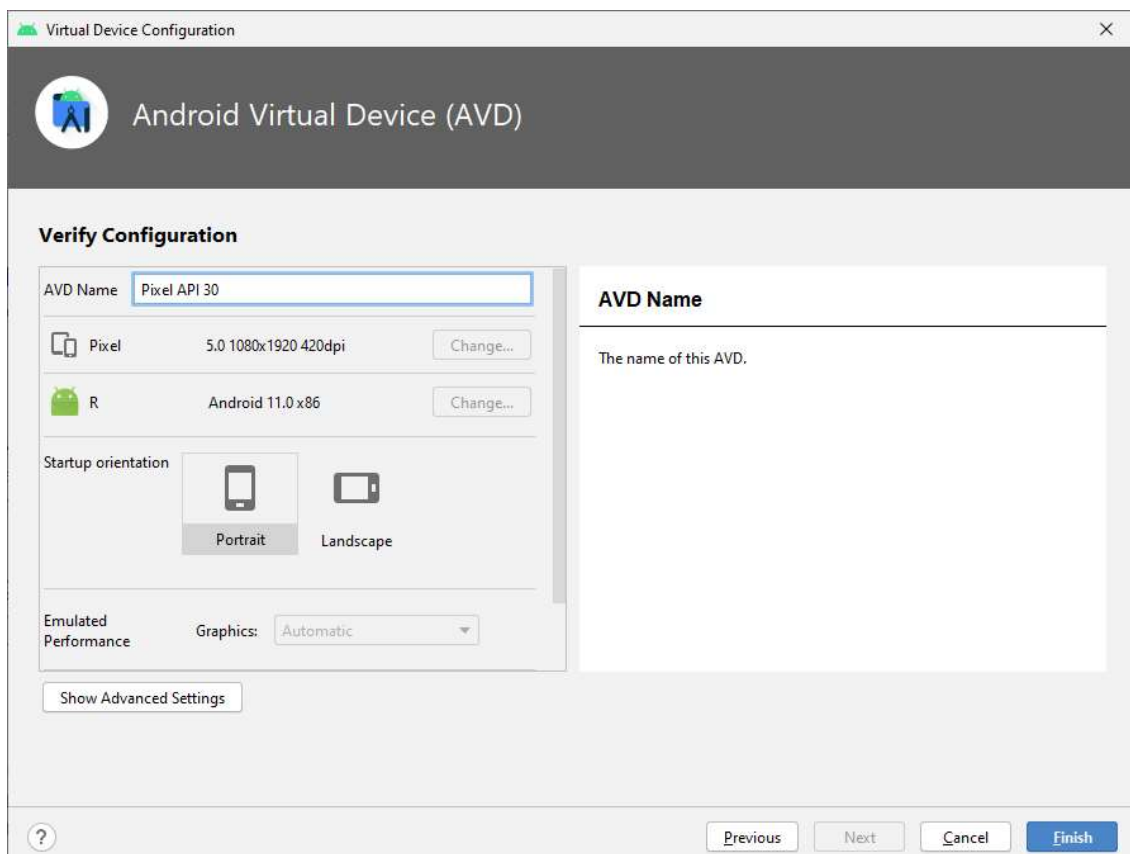 Virtual Device Configuration
Android Virtual Device (AVD)
Verify Configuration
AVD Name Pixel API 30
Pixel 5.0 1080x1920 420dpi Change...
R Android 11.0 x86 Change...
Startup orientation
Portrait Landscape
Emulated
Performance
Graphics: Automatic
Show Advanced Settings
AVD Name
The name of this AVD.
? Previous Next Cancel Finish